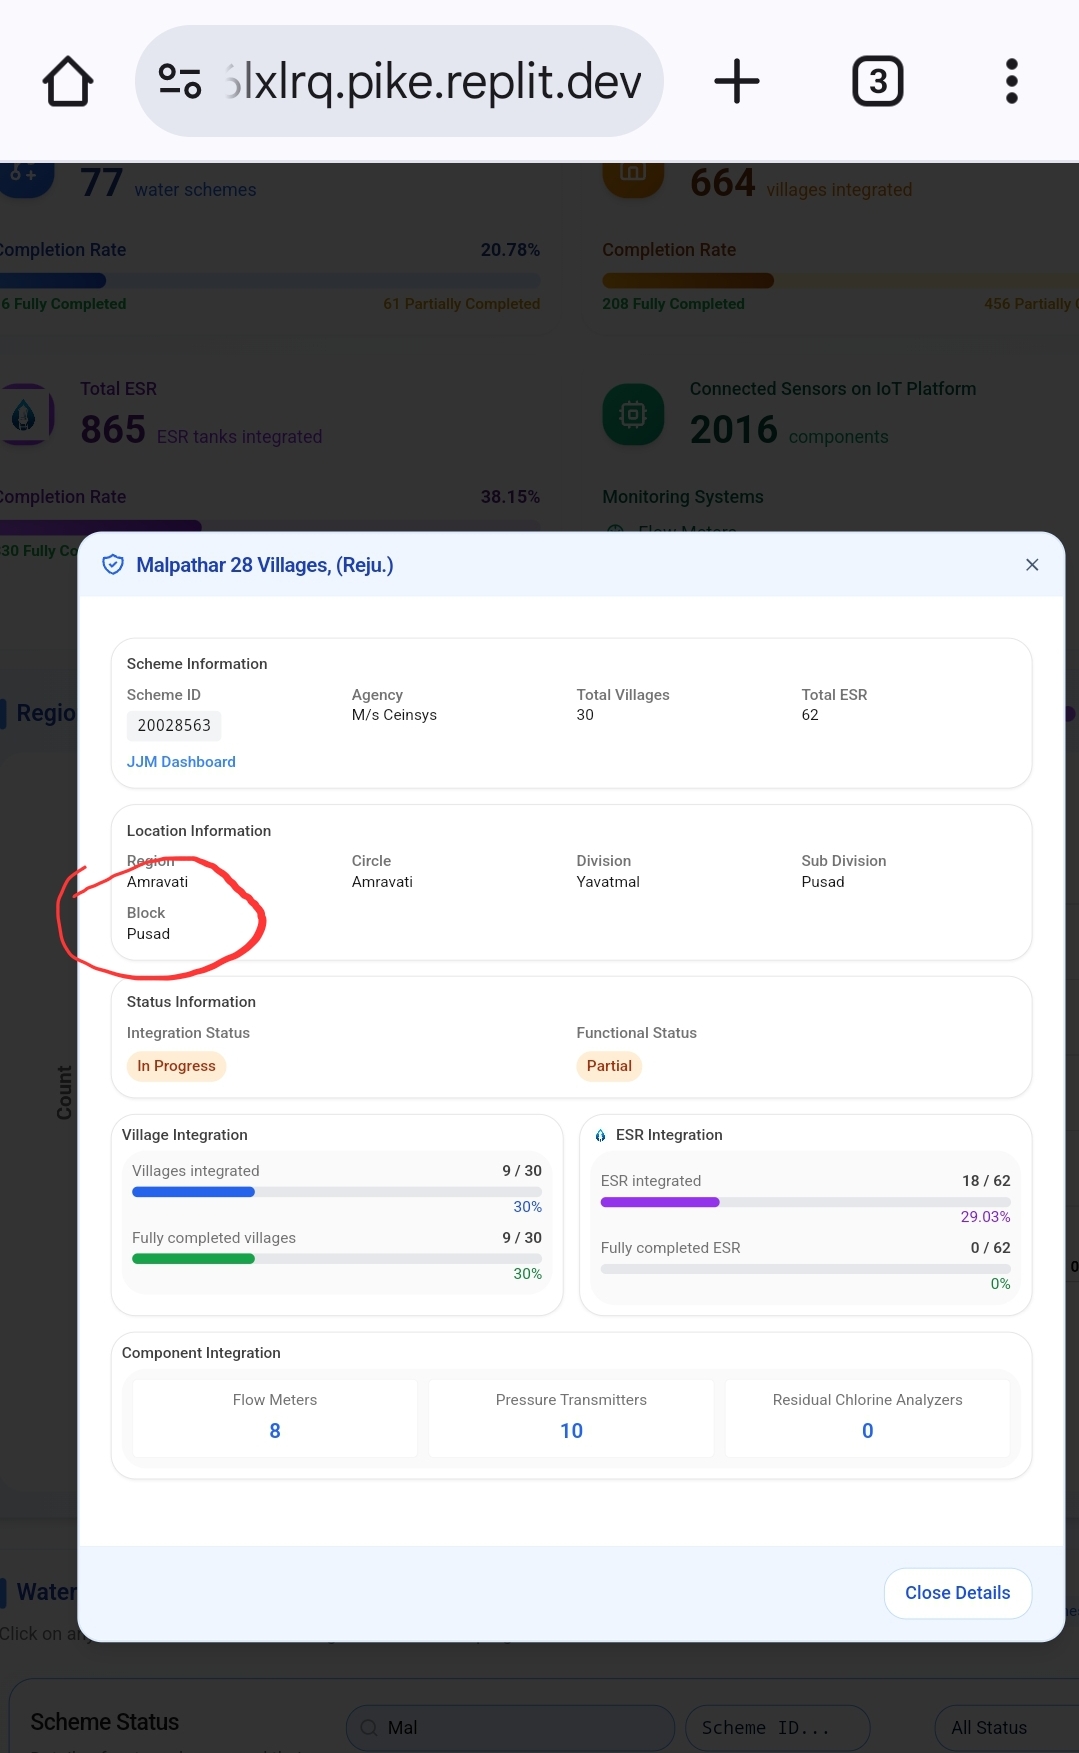 lxlrq.pike.replit.dev
3
77 water schemes
664 villages integrated
Completion Rate 20.78%
Completion Rate
6 Fully Completed 61 Partially Completed
208 Fully Completed 456 Partially
Total ESR
865 ESR tanks integrated
Connected Sensors on IoT Platform
2016 components
Completion Rate 38.15%
Monitoring Systems
Flow Meters
30 Fully Co
Malpathar 28 Villages, (Reju.)
Scheme Information
Scheme ID
20028563
JJM Dashboard
Agency
M/s Ceinsys
Total Villages
30
Total ESR
62
Regio
Location Information
Region
Amravati
Circle
Amravati
Division
Yavatmal
Sub Division
Pusad
Block
Pusad
Status Information
Integration Status
In Progress
Functional Status
Partial
Count
Village Integration
Villages integrated 9 / 30
30%
Fully completed villages 9 / 30
30%
ESR Integration
ESR integrated 18 / 62
29.03%
Fully completed ESR 0 / 62
0%
Component Integration
Flow Meters
8
Pressure Transmitters
10
Residual Chlorine Analyzers
0
Close Details
Water
Click on an
Scheme Status
Mal
Scheme ID...
All Status